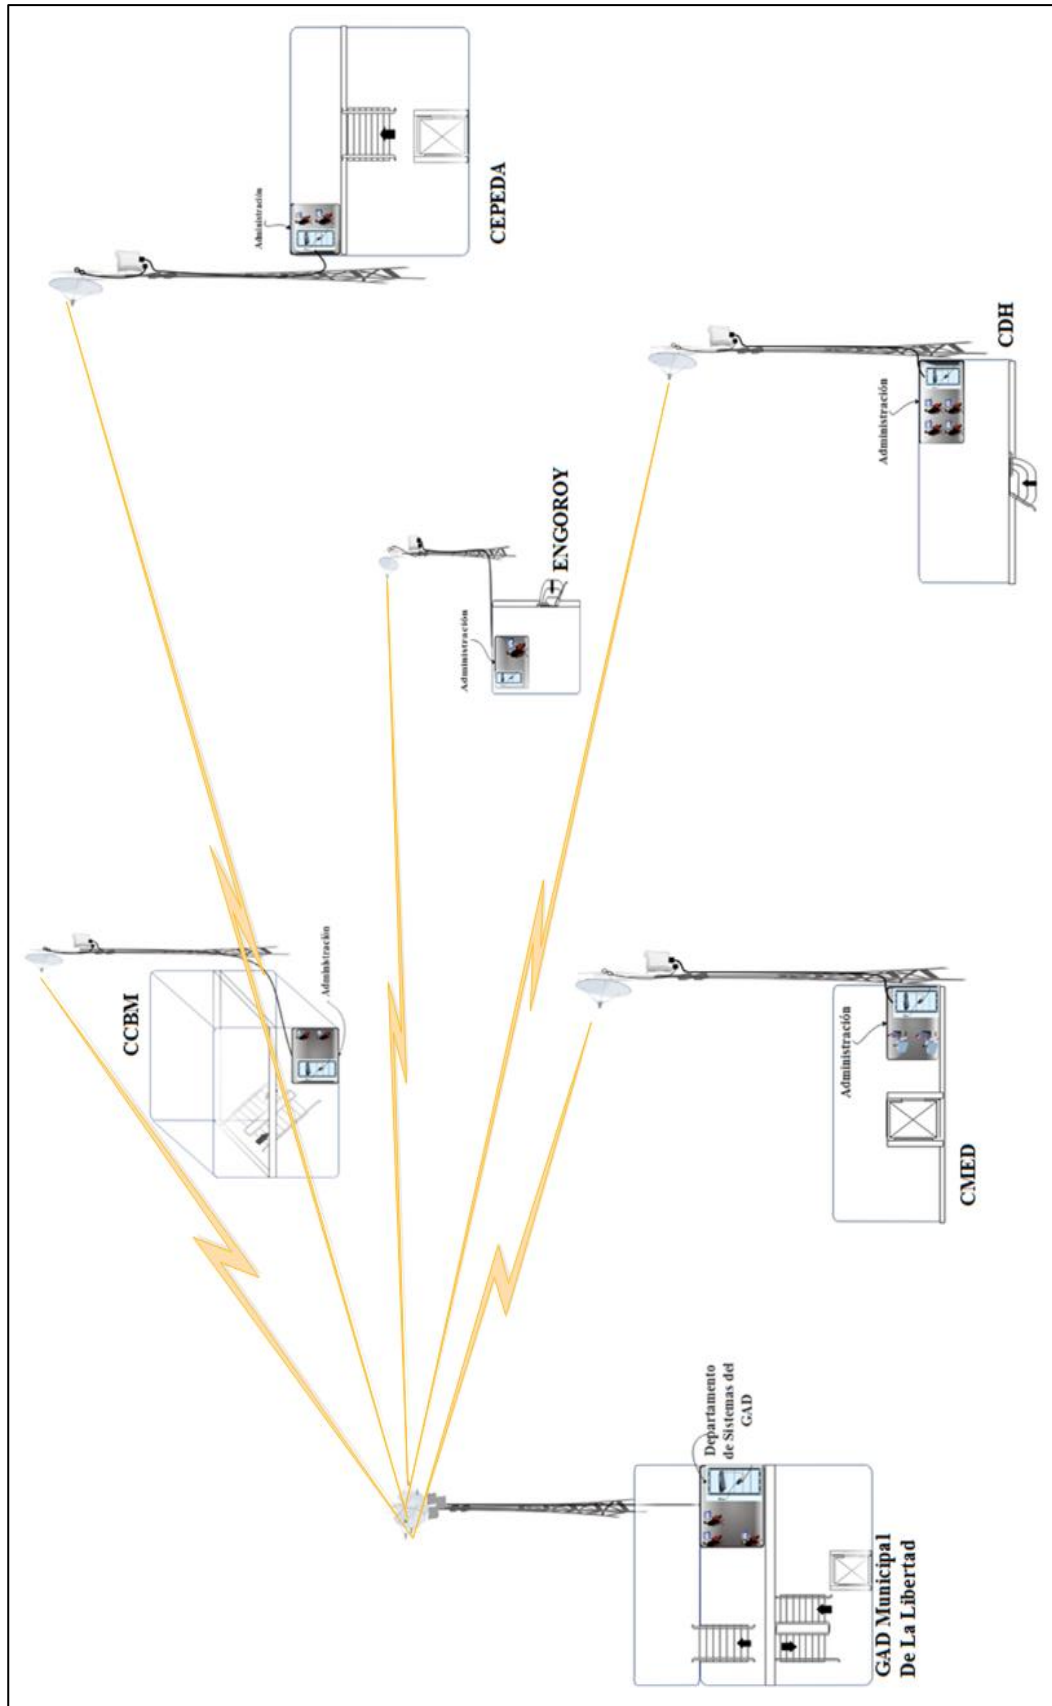 CEPEDA
Administración
CDH
Administración
ENGOROY
Administración
CCBM
Administración
CMED
Administración
Departamento
de Sistemas del
GAD
GAD Municipal
De La Libertad